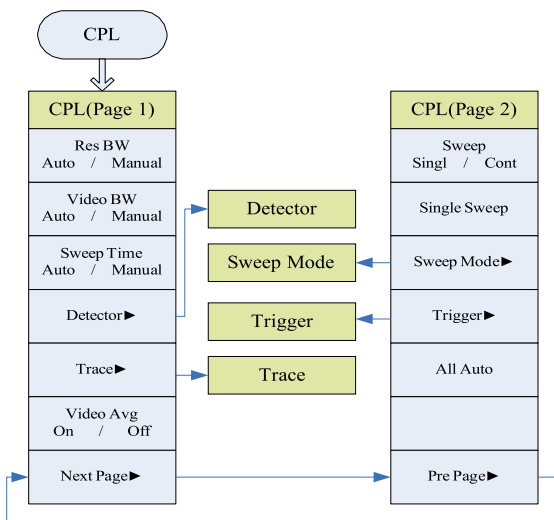 CPL
CPL(Page 1)
Res BW
Auto / Manual
Video BW
Auto / Manual
Sweep Time
Auto / Manual
Detector►
Trace►
Video Avg
On / Off
Next Page►
Detector
Sweep Mode
Trigger
Trace
CPL(Page 2)
Sweep
Singl / Cont
Single Sweep
Sweep Mode►
Trigger►
All Auto
Pre Page►